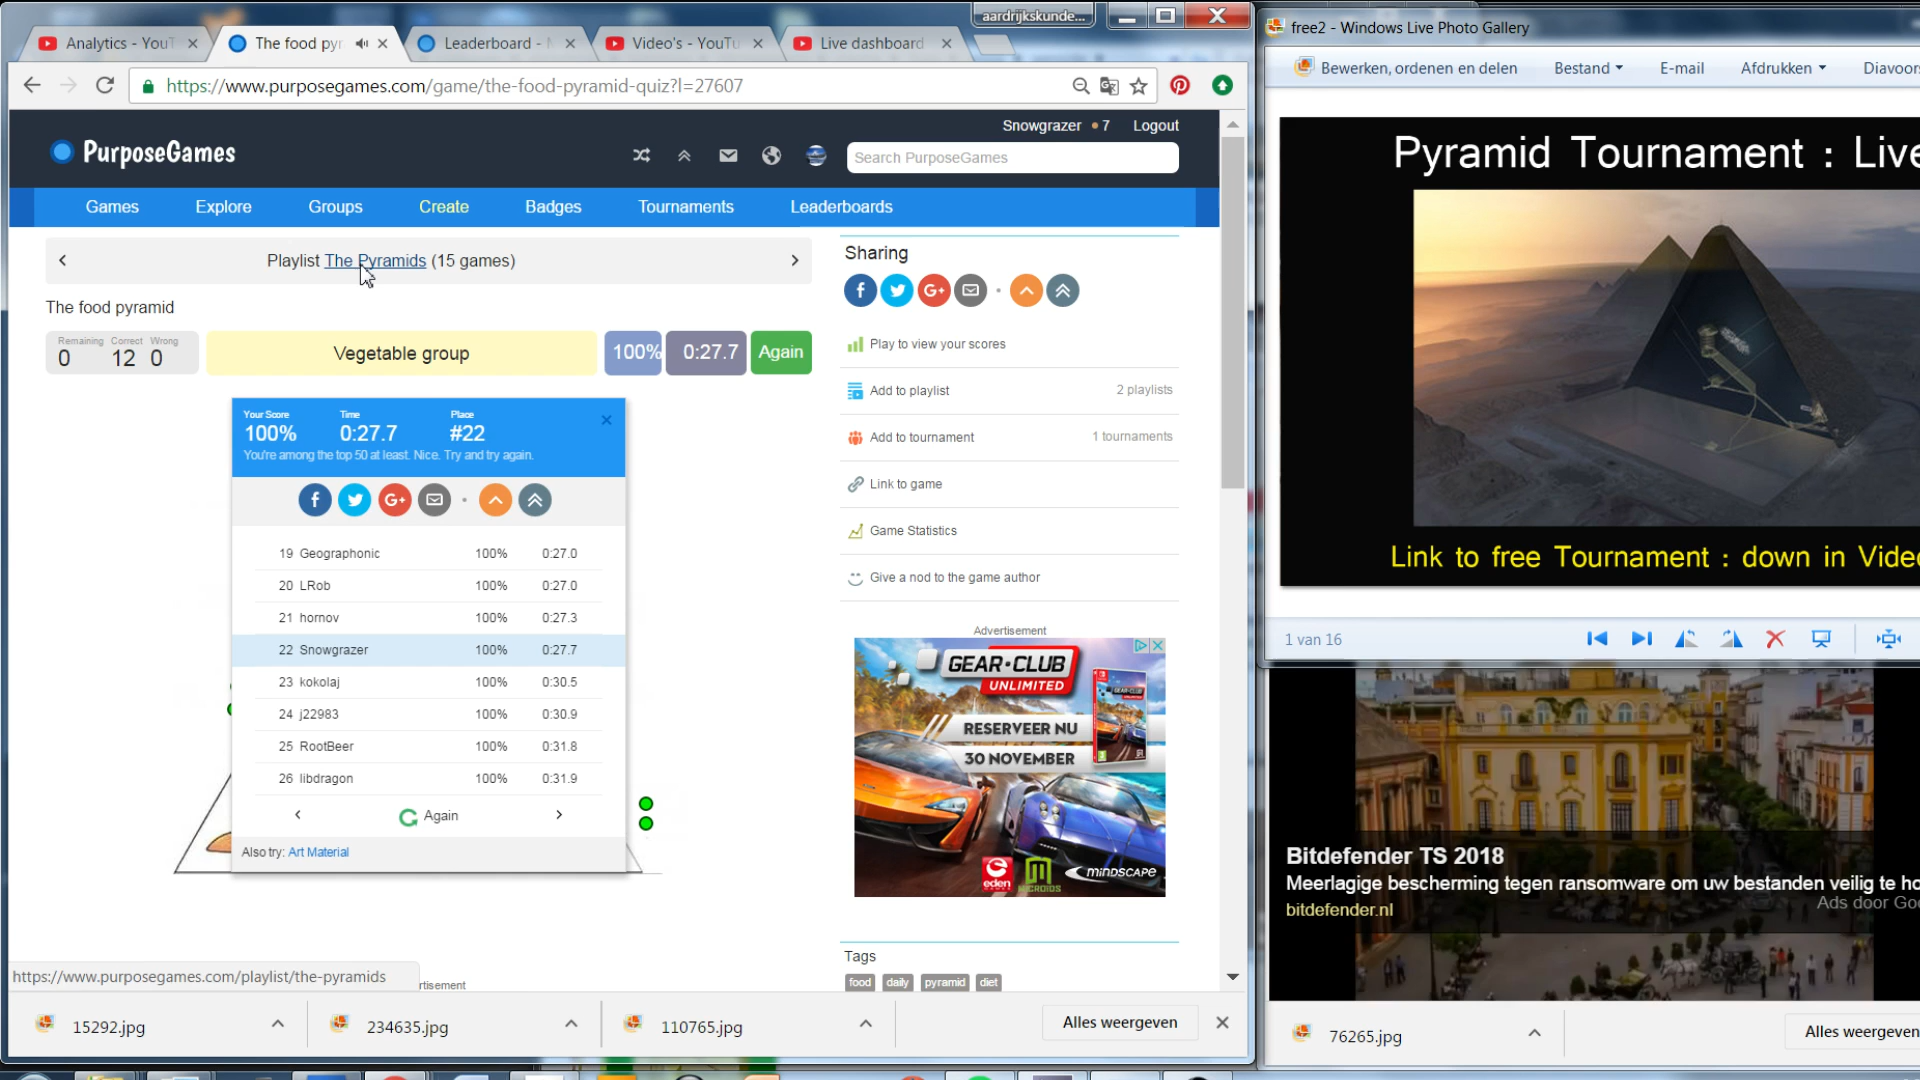 aardrijkskunde...
Analytics - YouT
The food pyr
Leaderboard -
Video's - YouTu
Live dashboard
https://www.purposegames.com/game/the-food-pyramid-quiz?l=27607
Snowgrazer • 7 Logout
PurposeGames
Search PurposeGames
Games Explore Groups Create Badges Tournaments Leaderboards
Playlist The Pyramids (15 games)
The food pyramid
Remaining Correct Wrong
0 12 0
Vegetable group
100% 0:27.7 Again
Your Score Time Place
100% 0:27.7 #22
You're among the top 50 at least. Nice. Try and try again.
19 Geographonic 100% 0:27.0
20 LRob 100% 0:27.0
21 hornov 100% 0:27.3
22 Snowgrazer 100% 0:27.7
23 kokolaj 100% 0:30.5
24 j22983 100% 0:30.9
25 RootBeer 100% 0:31.8
26 libdragon 100% 0:31.9
Again
Also try: Art Material
Sharing
Play to view your scores
Add to playlist 2 playlists
Add to tournament 1 tournaments
Link to game
Game Statistics
Give a nod to the game author
Advertisement
GEAR·CLUB
UNLIMITED
RESERVEER NU
30 NOVEMBER
eden
MICROIDS
MINDSCAPE
Tags
food daily pyramid diet
https://www.purposegames.com/playlist/the-pyramids
rtisement
15292.jpg
234635.jpg
110765.jpg
Alles weergeven
free2 - Windows Live Photo Gallery
Bewerken, ordenen en delen Bestand E-mail Afdrukken Diavoors
Pyramid Tournament : Live
Link to free Tournament : down in Vide
1 van 16
Bitdefender TS 2018
Meerlagige bescherming tegen ransomware om uw bestanden veilig te ho
bitdefender.nl
Ads door Goo
76265.jpg
Alles weergeven